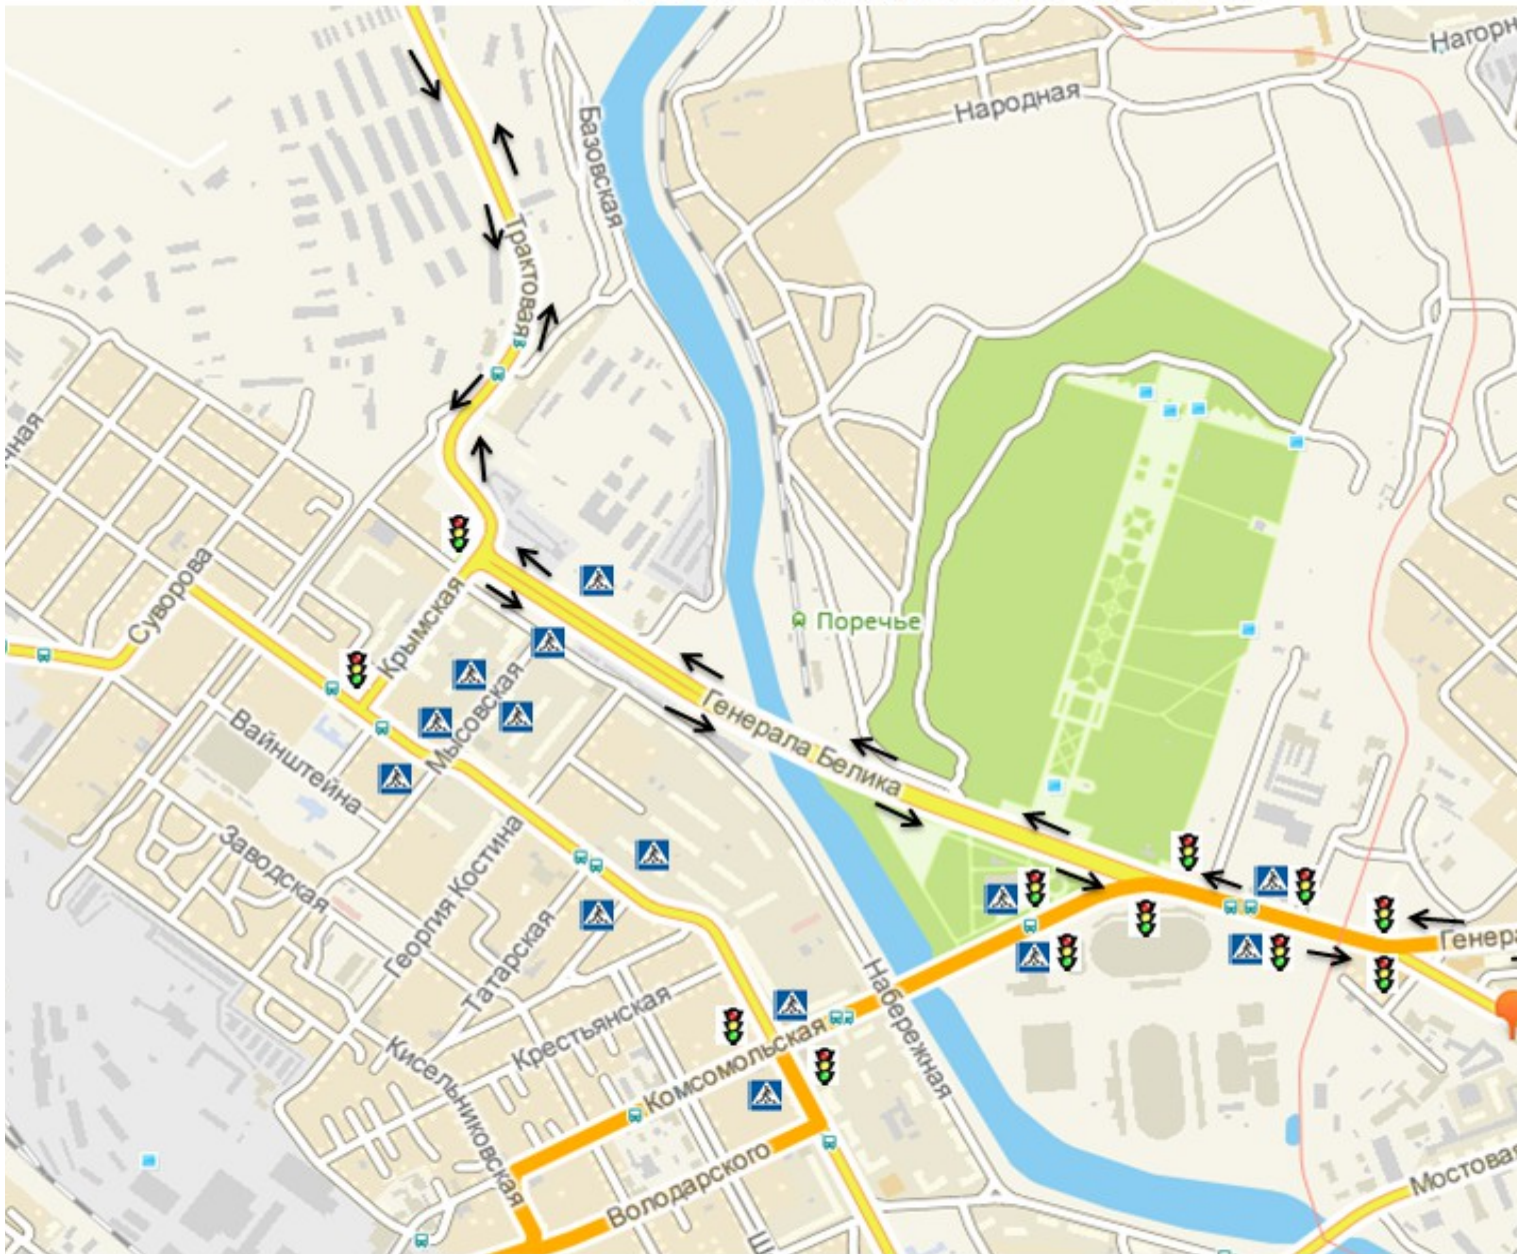 Нагорн
Народная
Базовская
Трактовая
чная
Суворова
Крымская
Поречье
Мысовская
Генерала Белика
Вайнштейна
Заводская
Георгия Костина
Татарская
Генера
Набережная
Крестьянская
Комсомольская
Кисельниковская
Володарского
Мостовая
Ш